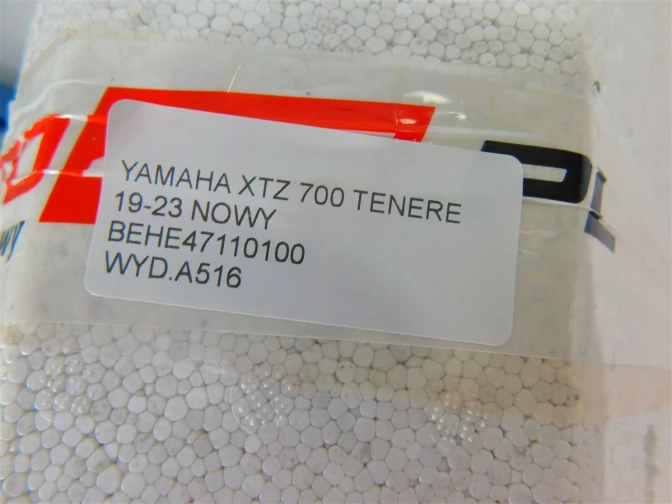 YAMAHA XTZ 700 TENERE
19-23 NOWY
BEHE47110100
WYD.A516